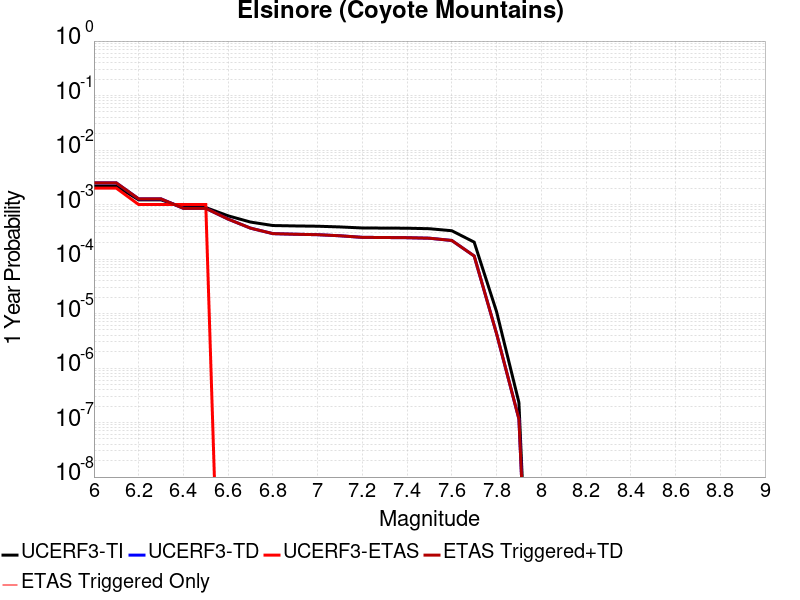 Elsinore (Coyote Mountains)
10^0
10^-1
10^-2
10^-3
10^-4
10^-5
10^-6
10^-7
10^-8
1 Year Probability
6 6.2 6.4 6.6 6.8 7 7.2 7.4 7.6 7.8 8 8.2 8.4 8.6 8.8 9
Magnitude
UCERF3-TI UCERF3-TD UCERF3-ETAS ETAS Triggered+TD
ETAS Triggered Only